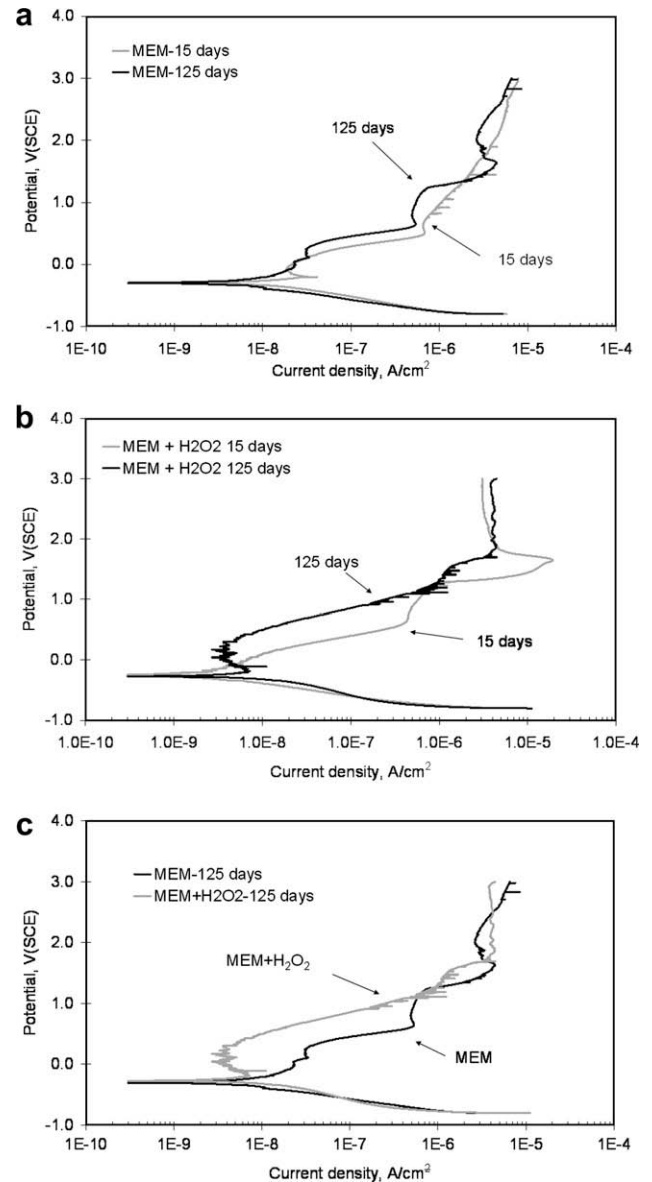 a
MEM-15 days
MEM-125 days
125 days
15 days
Potential, V(SCE)
4.0
3.0
2.0
1.0
0.0
-1.0
1E-10 1E-9 1E-8 1E-7 1E-6 1E-5 1E-4
Current density, A/cm²
b
MEM + H2O2 15 days
MEM + H2O2 125 days
125 days
15 days
Potential, V(SCE)
4.0
3.0
2.0
1.0
0.0
-1.0
1.0E-10 1.0E-9 1.0E-8 1.0E-7 1.0E-6 1.0E-5 1.0E-4
Current density, A/cm²
c
MEM-125 days
MEM+H2O2-125 days
MEM+H₂O₂
MEM
Potential, V(SCE)
4.0
3.0
2.0
1.0
0.0
-1.0
1E-10 1E-9 1E-8 1E-7 1E-6 1E-5 1E-4
Current density, A/cm²